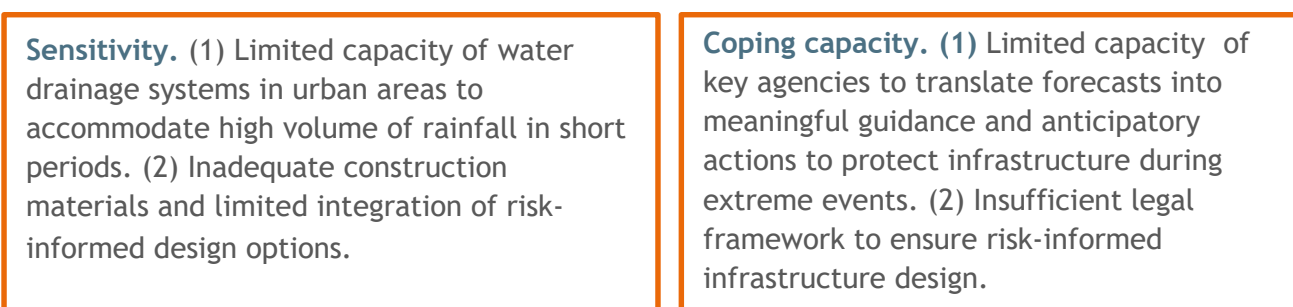 Sensitivity. (1) Limited capacity of water
drainage systems in urban areas to
accommodate high volume of rainfall in short
periods. (2) Inadequate construction
materials and limited integration of risk-
informed design options.
Coping capacity. (1) Limited capacity of
key agencies to translate forecasts into
meaningful guidance and anticipatory
actions to protect infrastructure during
extreme events. (2) Insufficient legal
framework to ensure risk-informed
infrastructure design.